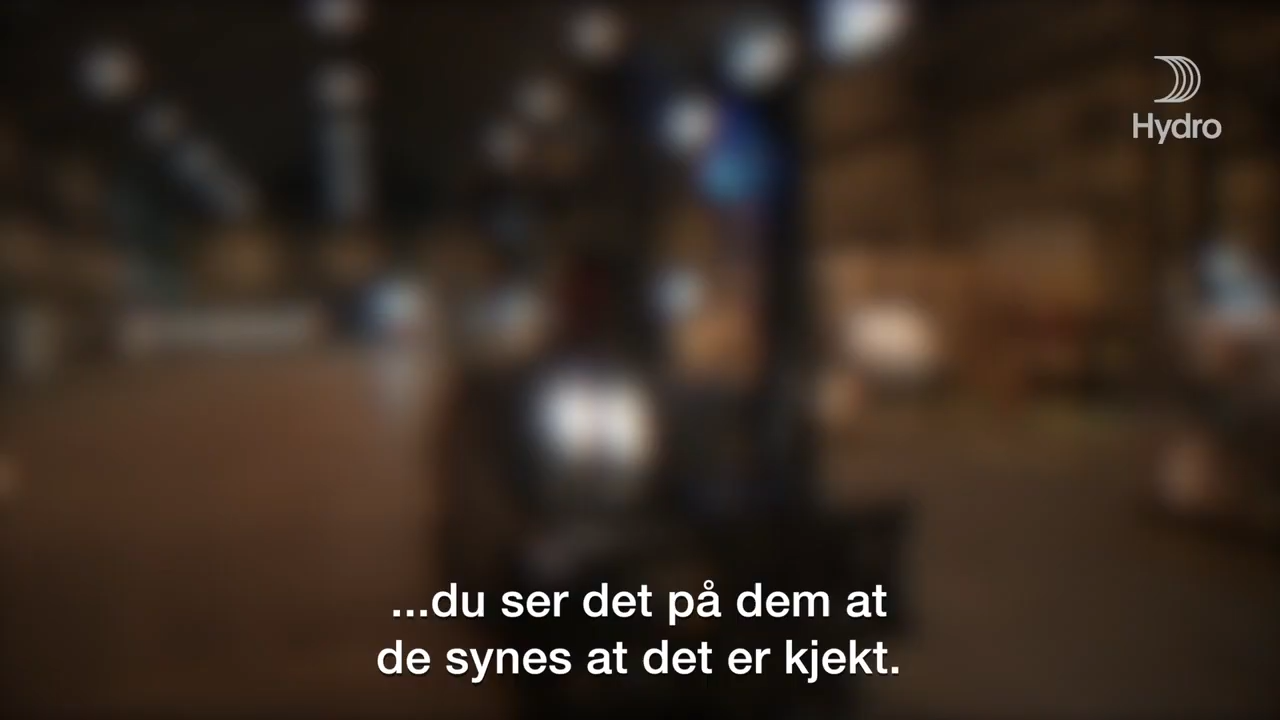 Hydro
...du ser det på dem at
de synes at det er kjekt.